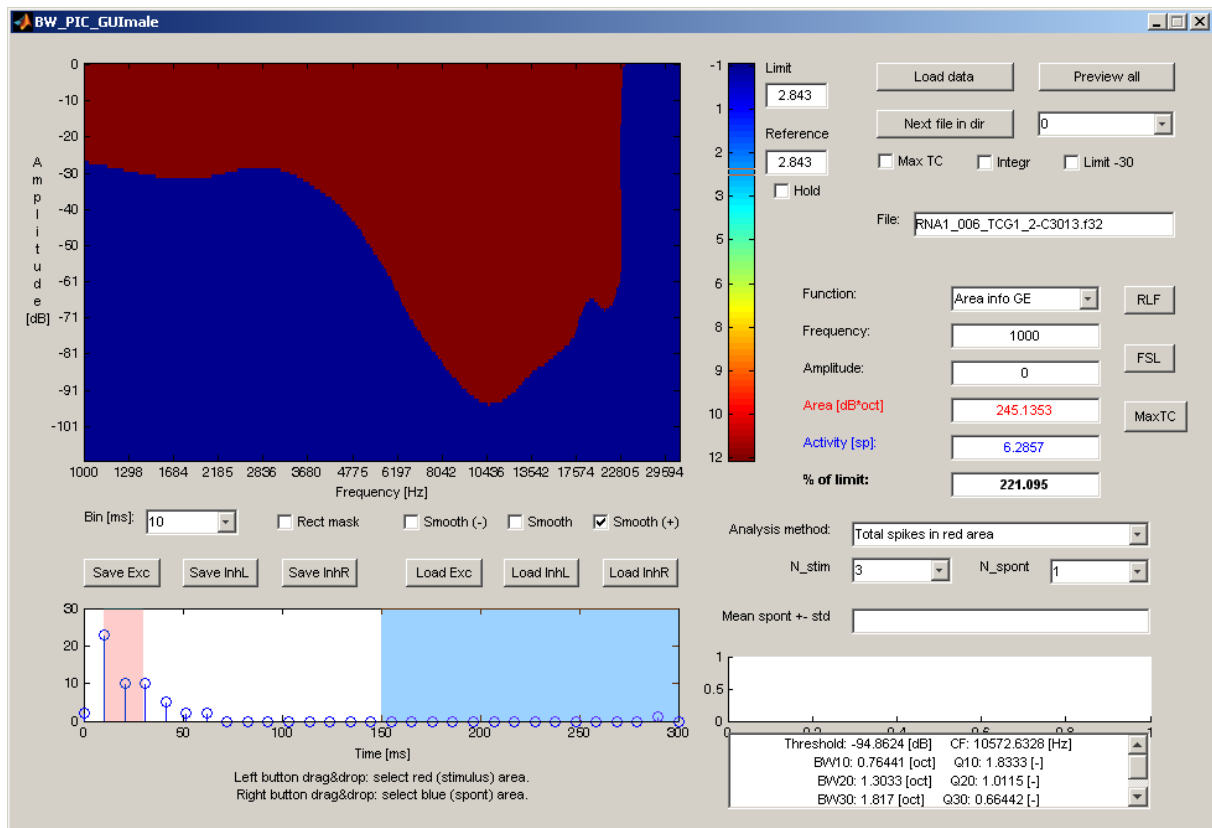 BW_PIC_GUImale
0
-10
-20
-30
-40
-50
-61
-71
-81
-91
-101
Amplitude
[dB]
1000 1296 1684 2185 2836 3680 4775 6197 8042 10436 13542 17574 22805 29594
Frequency [Hz]
-1
1
2
3
5
6
8
9
10
12
Limit
2.843
Reference
2.843
Hold
Load data
Preview all
Next file in dir
0
Max TC
Integr
Limit -30
File:
RNA1_006_TCG1_2-C3013.f32
Function:
Area info GE
RLF
Frequency:
1000
Amplitude:
0
FSL
Area [dB*oct]
245.1353
MaxTC
Activity [sp]:
6.2857
% of limit:
221.095
Bin [ms]:
10
Rect mask
Smooth (-)
Smooth
Smooth (+)
Save Exc
Save InhL
Save InhR
Load Exc
Load InhL
Load InhR
Analysis method:
Total spikes in red area
N_stim
3
N_spont
1
Mean spont +- std
30
20
10
0
0 50 100 150 200 250 300
Time [ms]
Left button drag&drop: select red (stimulus) area.
Right button drag&drop: select blue (spont) area.
1
0.5
0
0 0.2 0.4 0.6 0.8 1
Threshold: -94.8624 [dB] CF: 10572.6328 [Hz]
BW10: 0.76441 [oct] Q10: 1.8333 [-]
BW20: 1.3033 [oct] Q20: 1.0115 [-]
BW30: 1.817 [oct] Q30: 0.66442 [-]